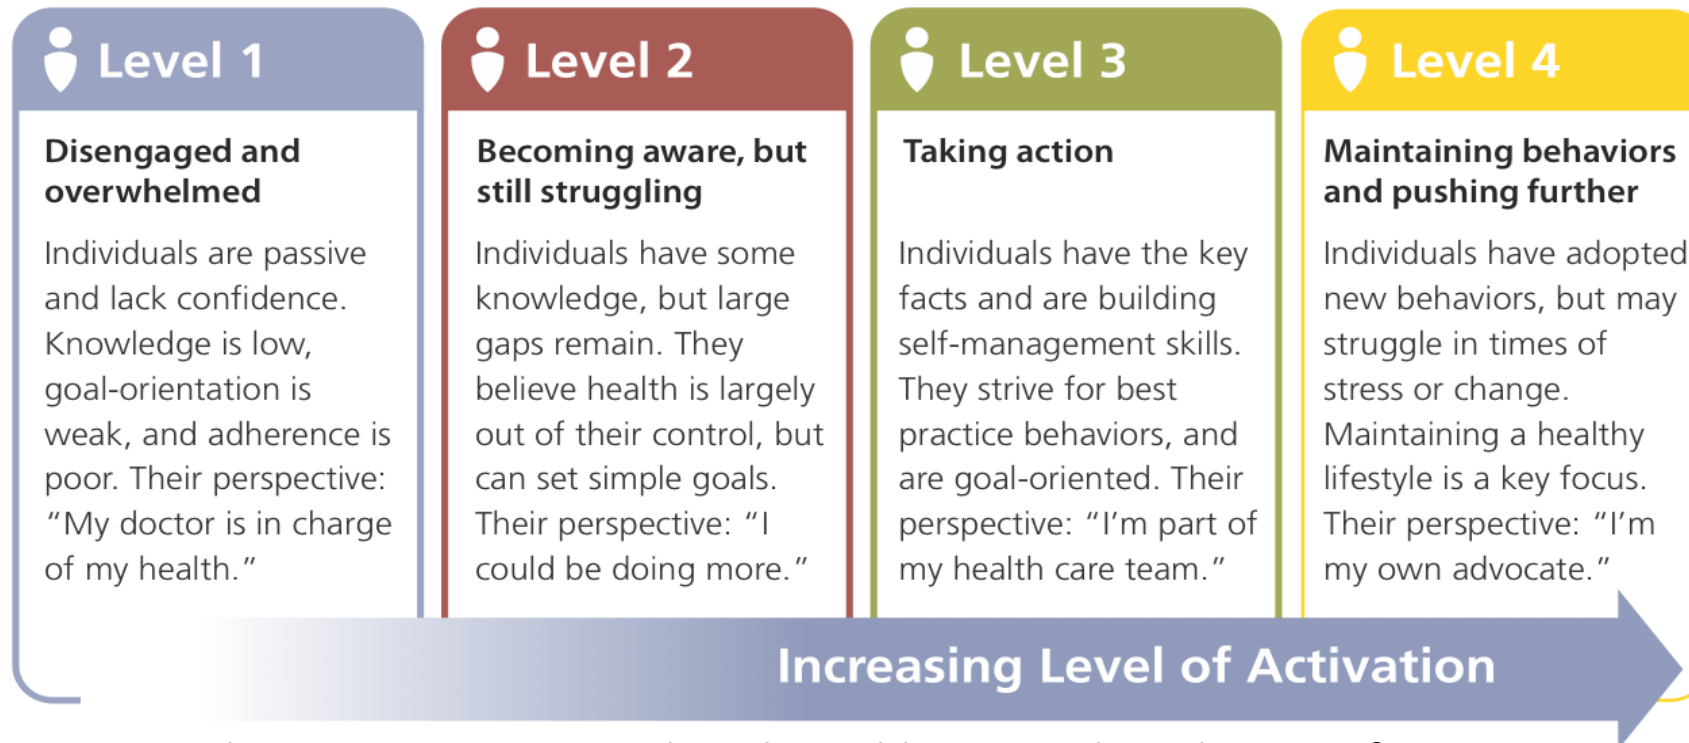 Level 1
Disengaged and
overwhelmed
Individuals are passive
and lack confidence.
Knowledge is low,
goal-orientation is
weak, and adherence is
poor. Their perspective:
“My doctor is in charge
of my health.”
Level 2
Becoming aware, but
still struggling
Individuals have some
knowledge, but large
gaps remain. They
believe health is largely
out of their control, but
can set simple goals.
Their perspective: “I
could be doing more.”
Level 3
Taking action
Individuals have the key
facts and are building
self-management skills.
They strive for best
practice behaviors, and
are goal-oriented. Their
perspective: “I’m part of
my health care team.”
Level 4
Maintaining behaviors
and pushing further
Individuals have adopted
new behaviors, but may
struggle in times of
stress or change.
Maintaining a healthy
lifestyle is a key focus.
Their perspective: “I’m
my own advocate.”
Increasing Level of Activation